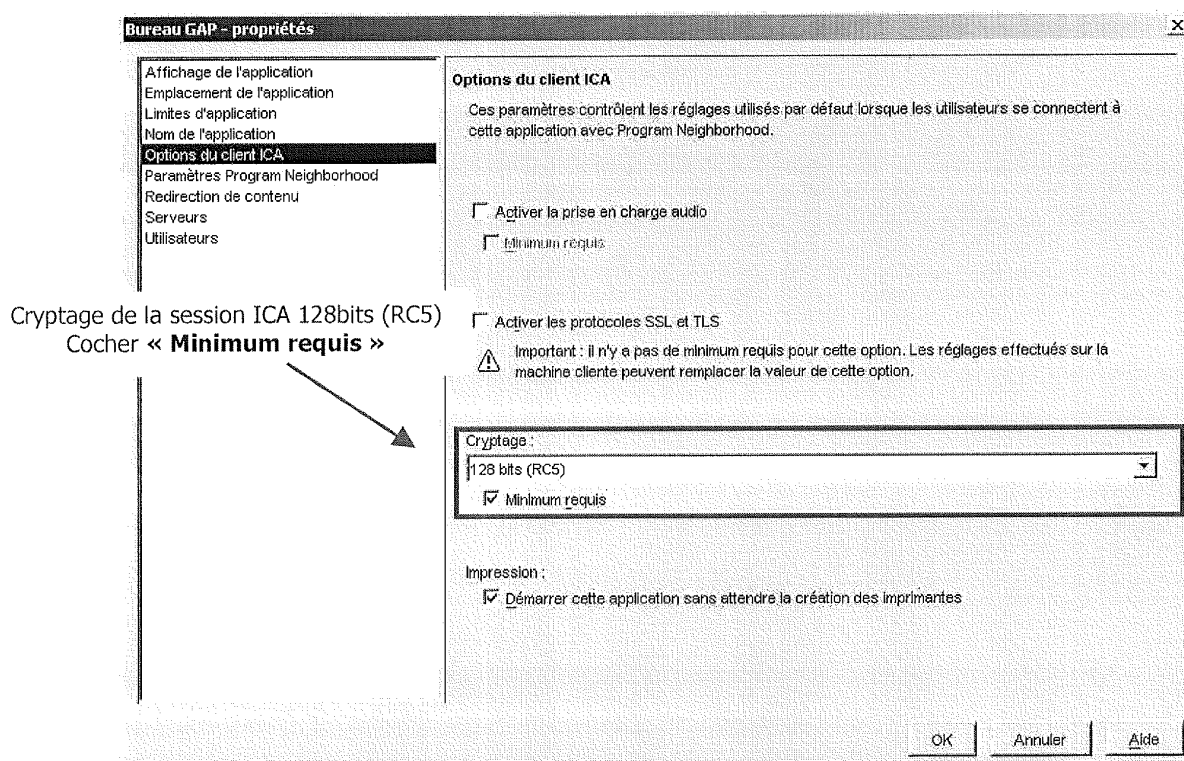 Bureau GAP - propriétés
Affichage de l'application
Emplacement de l'application
Limites d'application
Nom de l'application
Options du client ICA
Paramètres Program Neighborhood
Redirection de contenu
Serveurs
Utilisateurs
Cryptage de la session ICA 128bits (RC5)
Cocher « Minimum requis »
Options du client ICA
Ces paramètres contrôlent les réglages utilisés par défaut lorsque les utilisateurs se connectent à
cette application avec Program Neighborhood.
Activer la prise en charge audio
Minimum requis
Activer les protocoles SSL et TLS
Important : il n'y a pas de minimum requis pour cette option. Les réglages effectués sur la
machine cliente peuvent remplacer la valeur de cette option.
Cryptage :
128 bits (RC5)
Minimum requis
Impression :
Démarrer cette application sans attendre la création des imprimantes
OK
Annuler
Aide